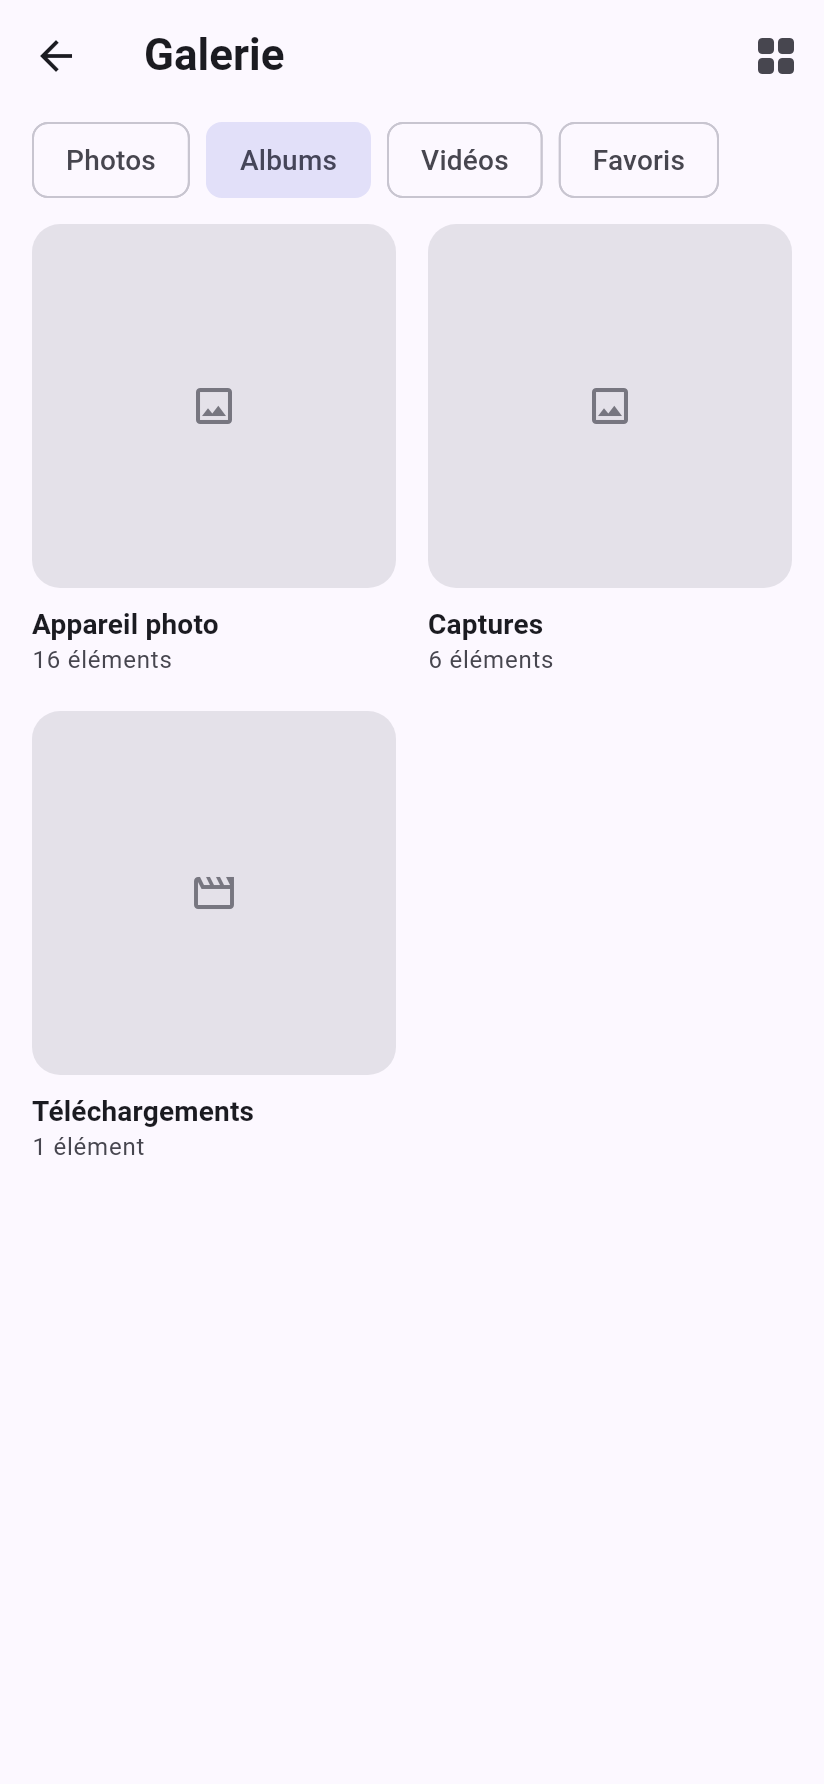 Galerie
Photos
Albums
Vidéos
Favoris
Appareil photo
16 éléments
Captures
6 éléments
Téléchargements
1 élément